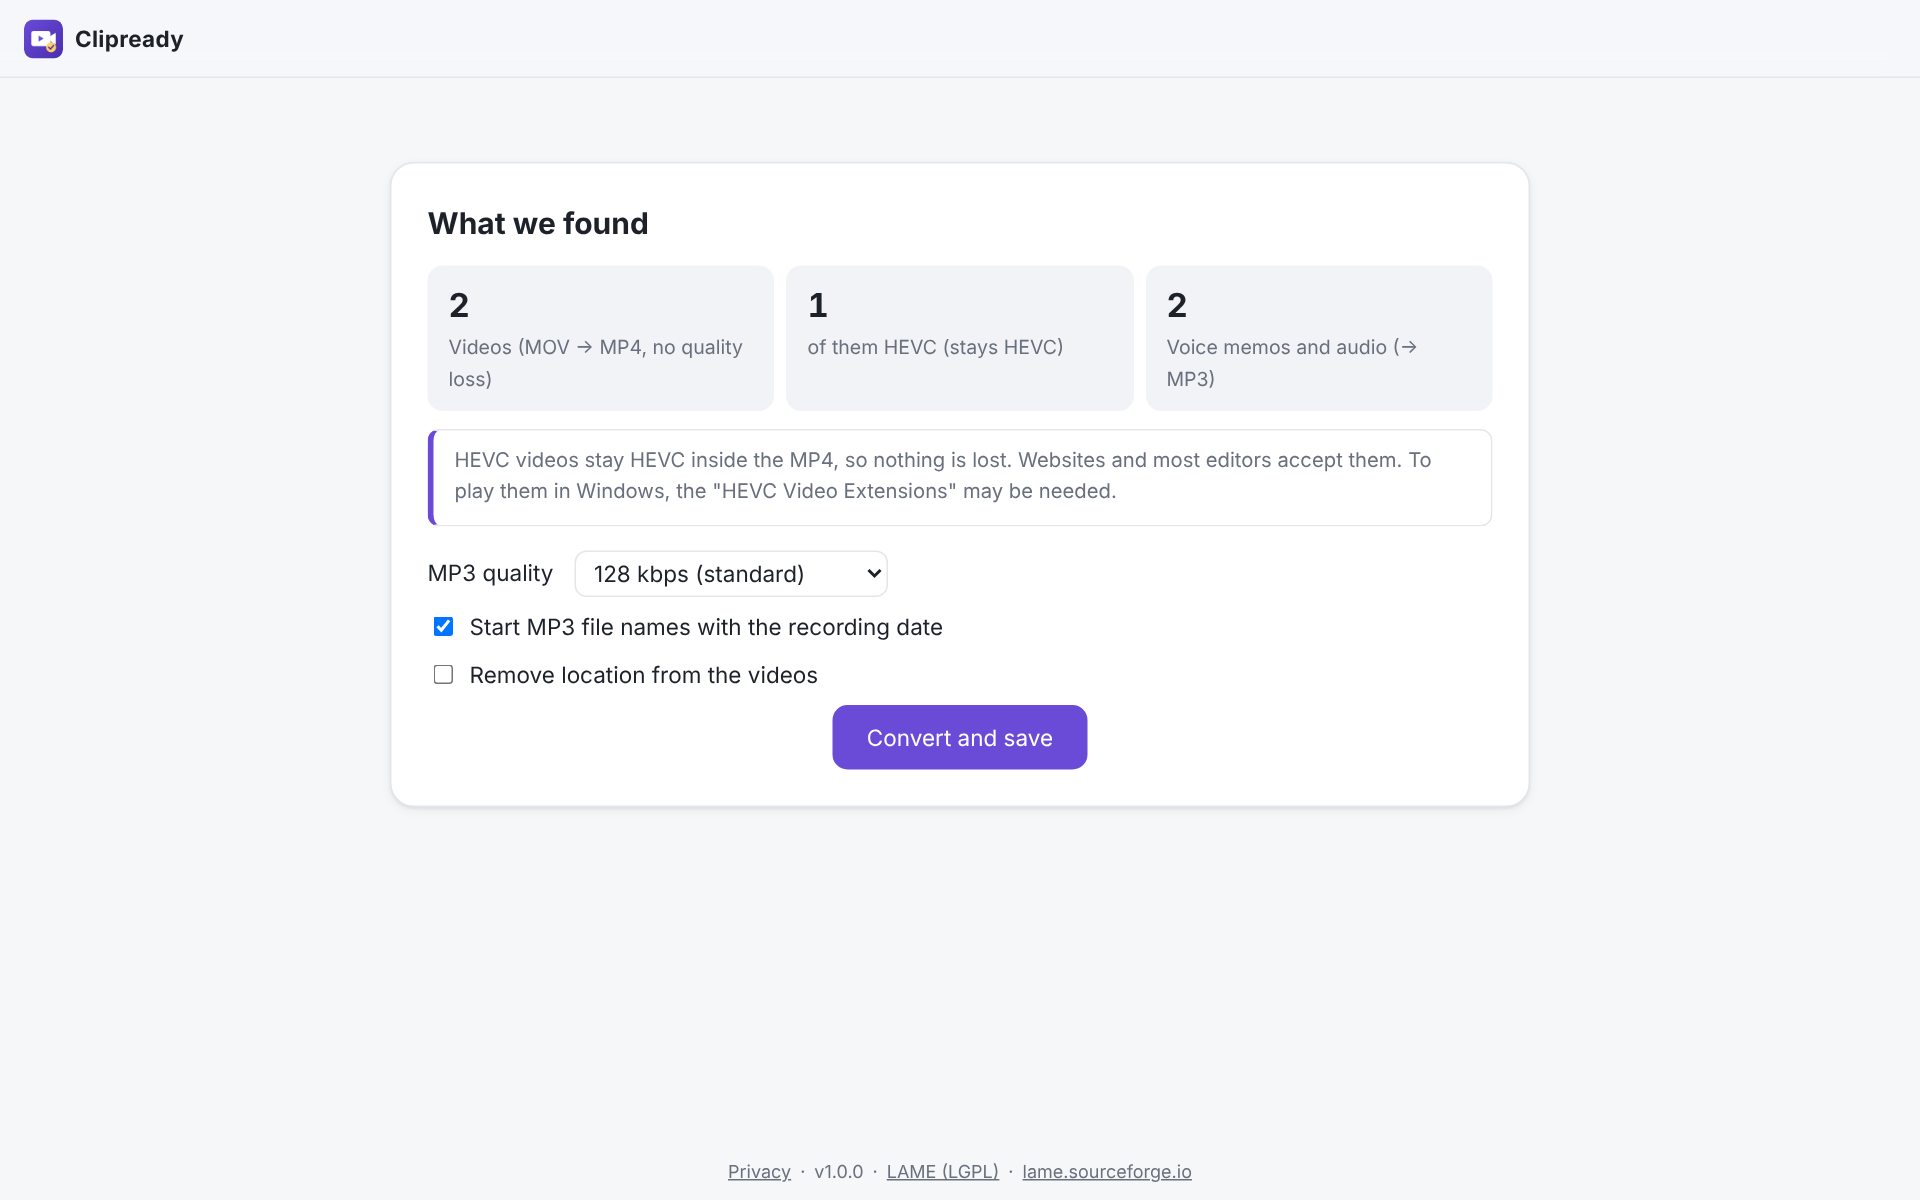 Clipready
What we found
2
Videos (MOV → MP4, no quality
loss)
1
of them HEVC (stays HEVC)
2
Voice memos and audio (→
MP3)
HEVC videos stay HEVC inside the MP4, so nothing is lost. Websites and most editors accept them. To
play them in Windows, the "HEVC Video Extensions" may be needed.
MP3 quality 128 kbps (standard)
Start MP3 file names with the recording date
Remove location from the videos
Convert and save
Privacy · v1.0.0 · LAME (LGPL) · lame.sourceforge.io